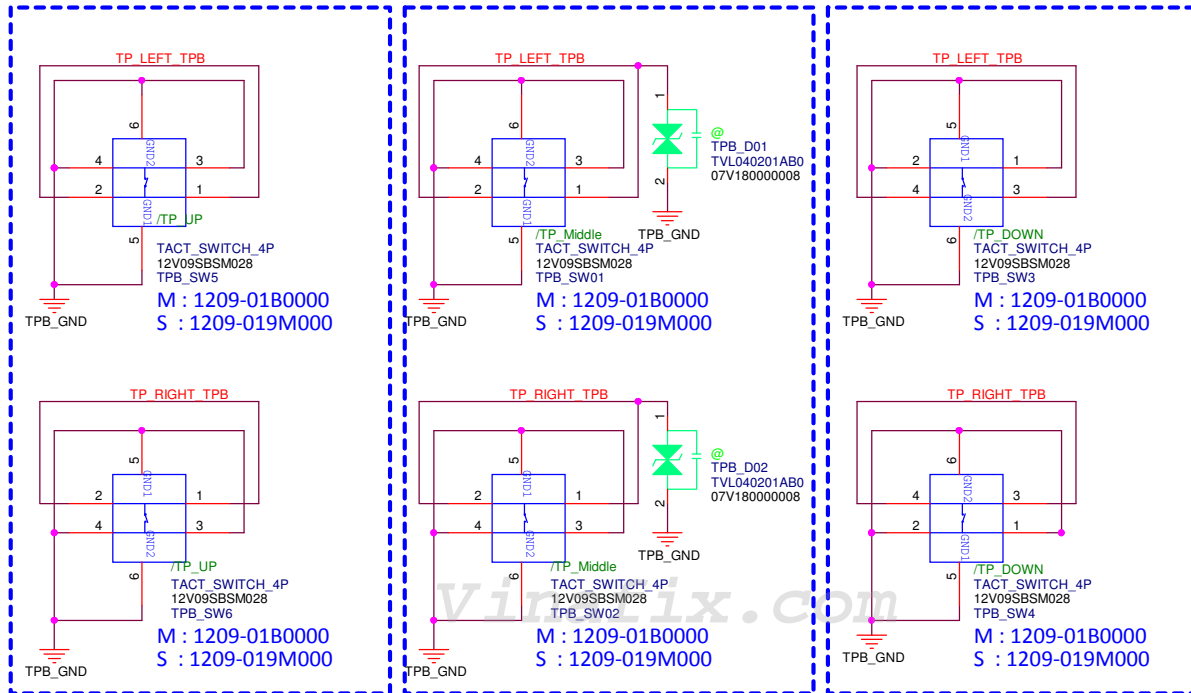 TP_LEFT_TPB
6
GND2
4
3
2
1
GND1
/TP_UP
5
TACT_SWITCH_4P
12V09SBSM028
TPB_SW5
M : 1209-01B0000
S : 1209-019M000
TPB_GND
TP_LEFT_TPB
6
GND2
4
3
2
1
GND1
/TP_Middle
5
TACT_SWITCH_4P
12V09SBSM028
TPB_SW01
M : 1209-01B0000
S : 1209-019M000
TPB_GND
1
@
TPB_D01
TVL040201AB0
07V180000008
2
TPB_GND
TP_LEFT_TPB
5
GND1
2
1
4
3
GND2
/TP_DOWN
6
TACT_SWITCH_4P
12V09SBSM028
TPB_SW3
M : 1209-01B0000
S : 1209-019M000
TPB_GND
TP_RIGHT_TPB
5
GND1
2
1
4
3
GND2
/TP_UP
6
TACT_SWITCH_4P
12V09SBSM028
TPB_SW6
M : 1209-01B0000
S : 1209-019M000
TPB_GND
TP_RIGHT_TPB
5
GND1
2
1
4
3
GND2
/TP_Middle
6
TACT_SWITCH_4P
12V09SBSM028
TPB_SW02
M : 1209-01B0000
S : 1209-019M000
TPB_GND
1
@
TPB_D02
TVL040201AB0
07V180000008
2
TPB_GND
TP_RIGHT_TPB
6
GND2
4
3
2
1
GND1
/TP_DOWN
5
TACT_SWITCH_4P
12V09SBSM028
TPB_SW4
M : 1209-01B0000
S : 1209-019M000
TPB_GND
Vinafix.com